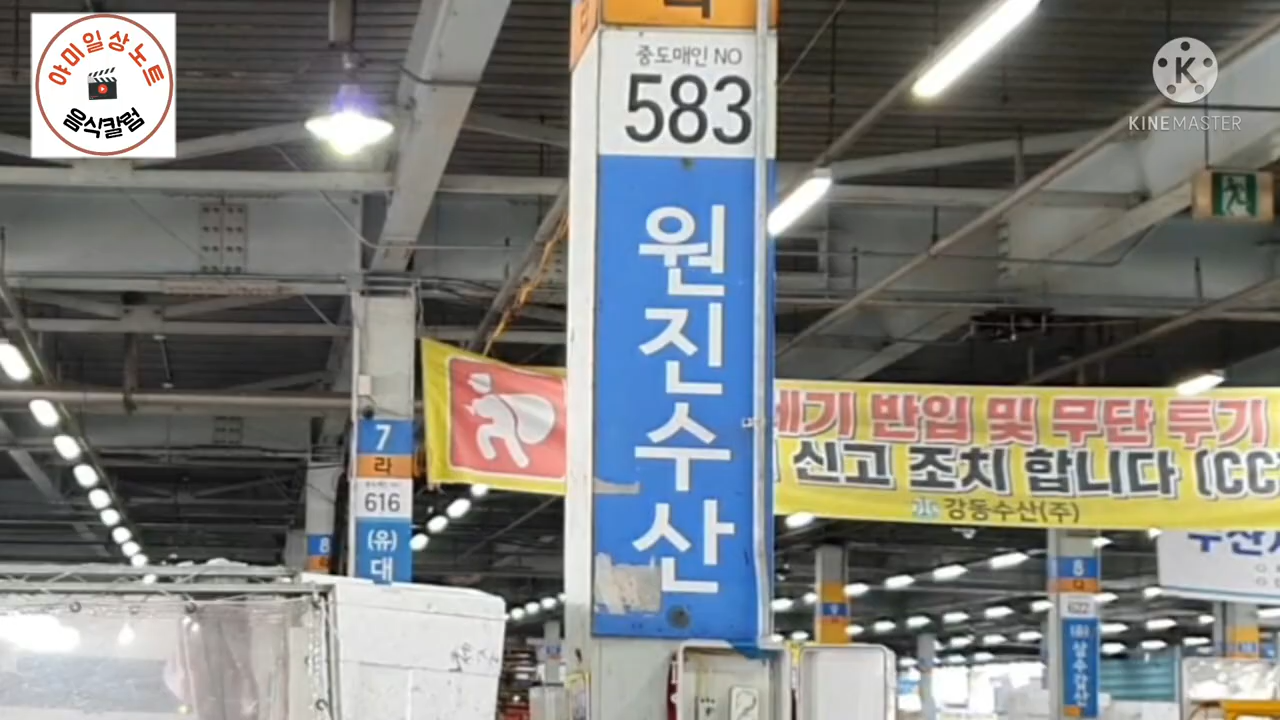 야미일상노트
음식칼럼
KINEMASTER
중도매인 NO
583
원진수산
7
라
616
(유)
대
8
기 반입 및 무단 투기
신고 조치 합니다 (CC
강동수산(주)
8